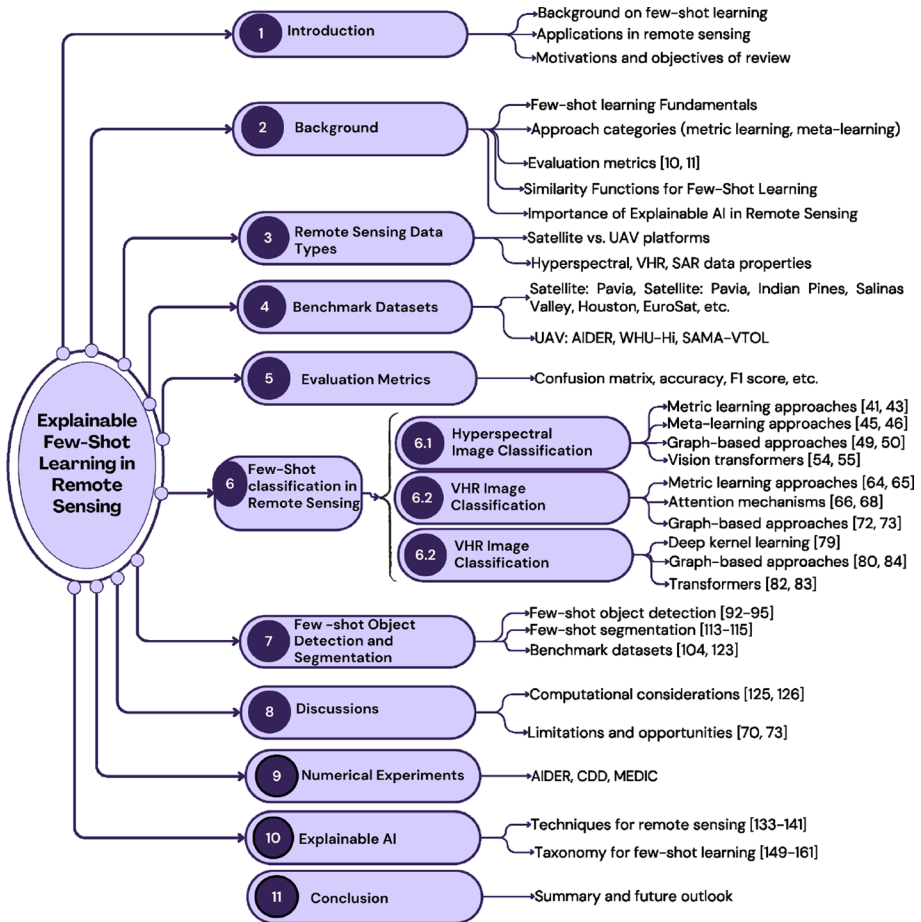 Explainable
Few-Shot
Learning in
Remote
Sensing
1
Introduction
Background on few-shot learning
Applications in remote sensing
Motivations and objectives of review
2
Background
Few-shot learning Fundamentals
Approach categories (metric learning, meta-learning)
Evaluation metrics [10, 11]
Similarity Functions for Few-Shot Learning
Importance of Explainable AI in Remote Sensing
3
Remote Sensing Data
Types
Satellite vs. UAV platforms
Hyperspectral, VHR, SAR data properties
4
Benchmark Datasets
Satellite: Pavia, Satellite: Pavia, Indian Pines, Salinas
Valley, Houston, EuroSat, etc.
UAV: AIDER, WHU-Hi, SAMA-VTOL
5
Evaluation Metrics
Confusion matrix, accuracy, F1 score, etc.
6
Few-Shot
classification in
Remote Sensing
6.1
Hyperspectral
Image Classification
Metric learning approaches [41, 43]
Meta-learning approaches [45, 46]
Graph-based approaches [49, 50]
Vision transformers [54, 55]
6.2
VHR Image
Classification
Metric learning approaches [64, 65]
Attention mechanisms [66, 68]
Graph-based approaches [72, 73]
6.2
VHR Image
Classification
Deep kernel learning [79]
Graph-based approaches [80, 84]
Transformers [82, 83]
7
Few -shot Object
Detection and
Segmentation
Few-shot object detection [92-95]
Few-shot segmentation [113-115]
Benchmark datasets [104, 123]
8
Discussions
Computational considerations [125, 126]
Limitations and opportunities [70, 73]
9
Numerical Experiments
AIDER, CDD, MEDIC
10
Explainable AI
Techniques for remote sensing [133-141]
Taxonomy for few-shot learning [149-161]
11
Conclusion
Summary and future outlook